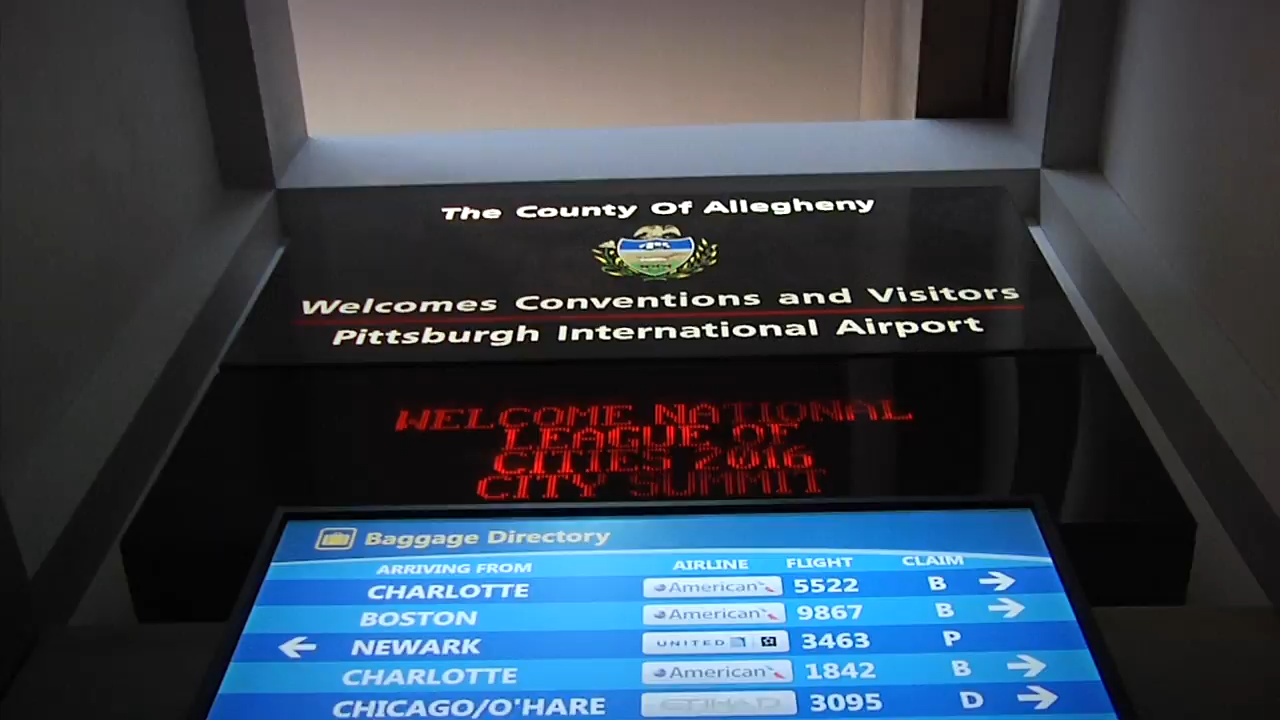 The County Of Allegheny
Welcomes Conventions and Visitors
Pittsburgh International Airport
WELCOME NATIONAL
LEAGUE OF
CITIES 2016
CITY SUMMIT
Baggage Directory
ARRIVING FROM AIRLINE FLIGHT CLAIM
CHARLOTTE American 5522 B →
BOSTON American 9867 B →
← NEWARK UNITED 3463 P
CHARLOTTE American 1842 B →
CHICAGO/O'HARE ETIHAD 3095 D →